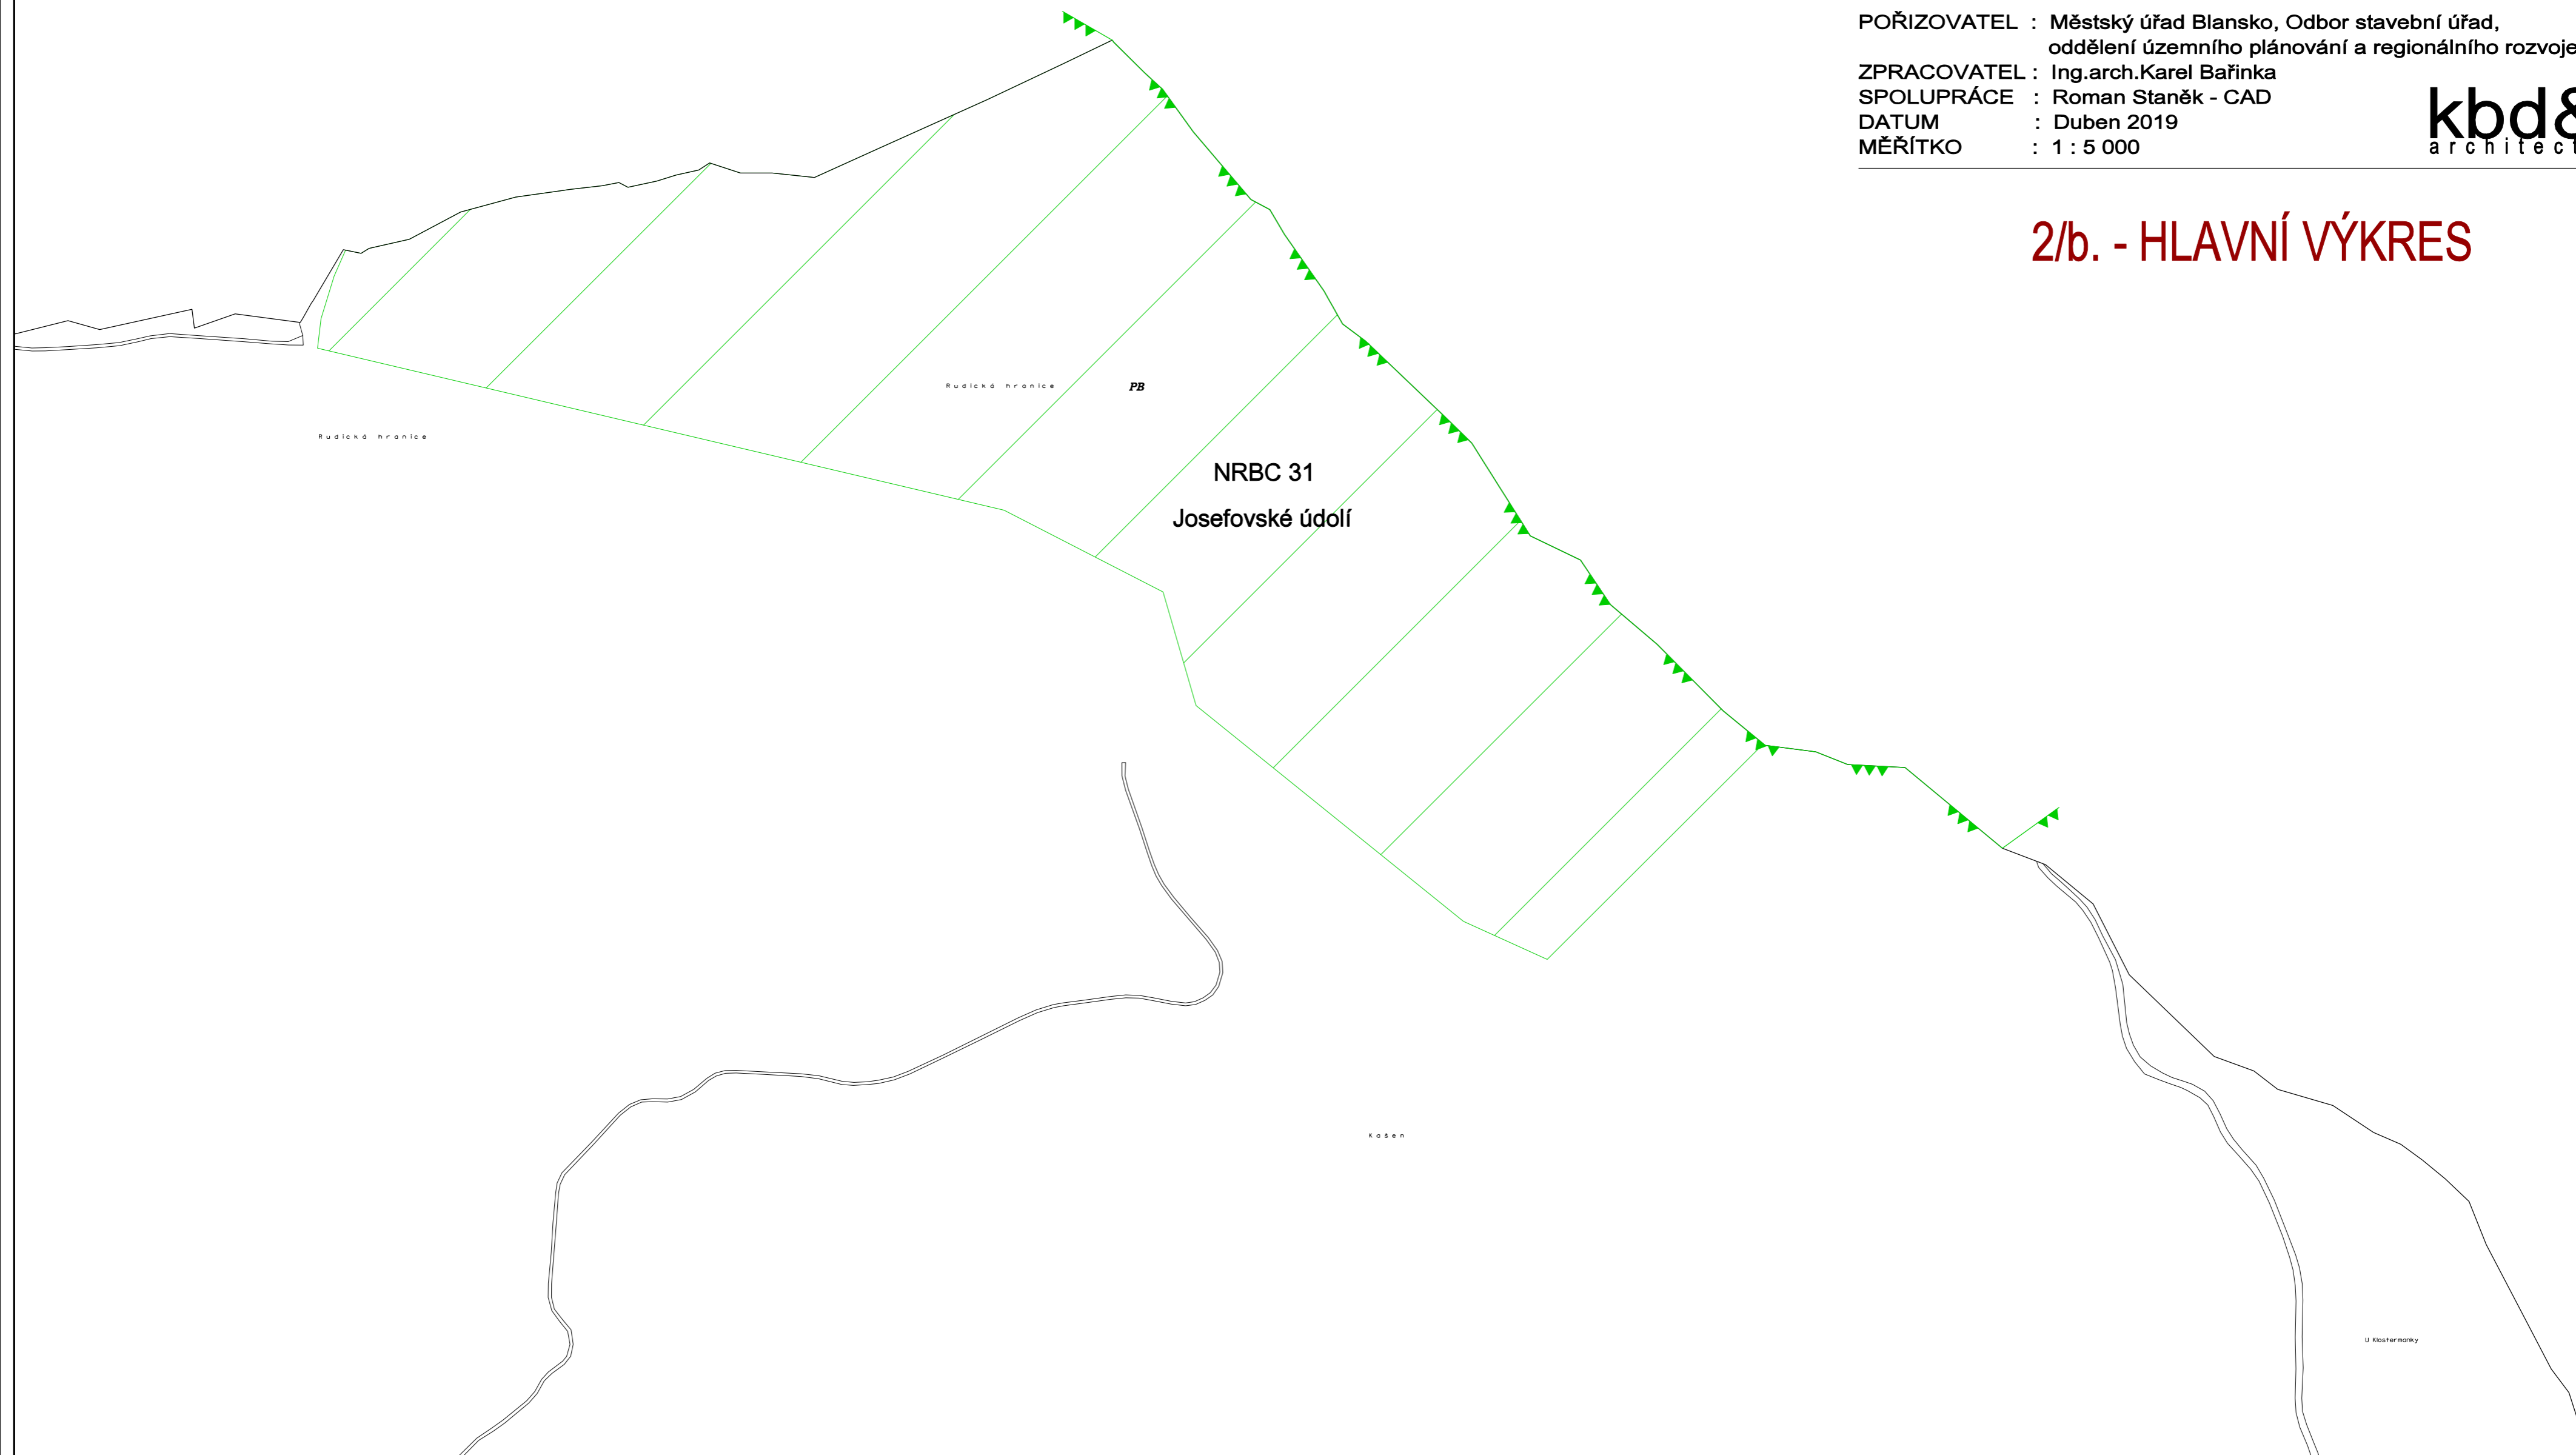 POŘIZOVATEL : Městský úřad Blansko, Odbor stavební úřad,
oddělení územního plánování a regionálního rozvoje
ZPRACOVATEL : Ing.arch.Karel Bařinka
SPOLUPRÁCE : Roman Staněk - CAD
DATUM : Duben 2019
MĚŘÍTKO : 1 : 5 000
kbd&
architect
2/b. - HLAVNÍ VÝKRES
Rudická hranice
PB
Rudická hranice
NRBC 31
Josefovské údolí
Kašen
U Klostermanky